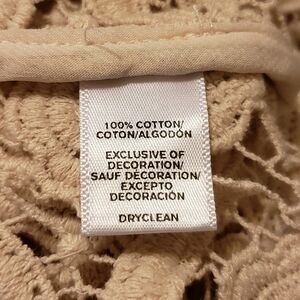 100% COTTON/
COTON/ALGODÓN
EXCLUSIVE OF
DECORATION/
SAUF DÉCORATION/
EXCEPTO
DECORACIÓN
DRYCLEAN